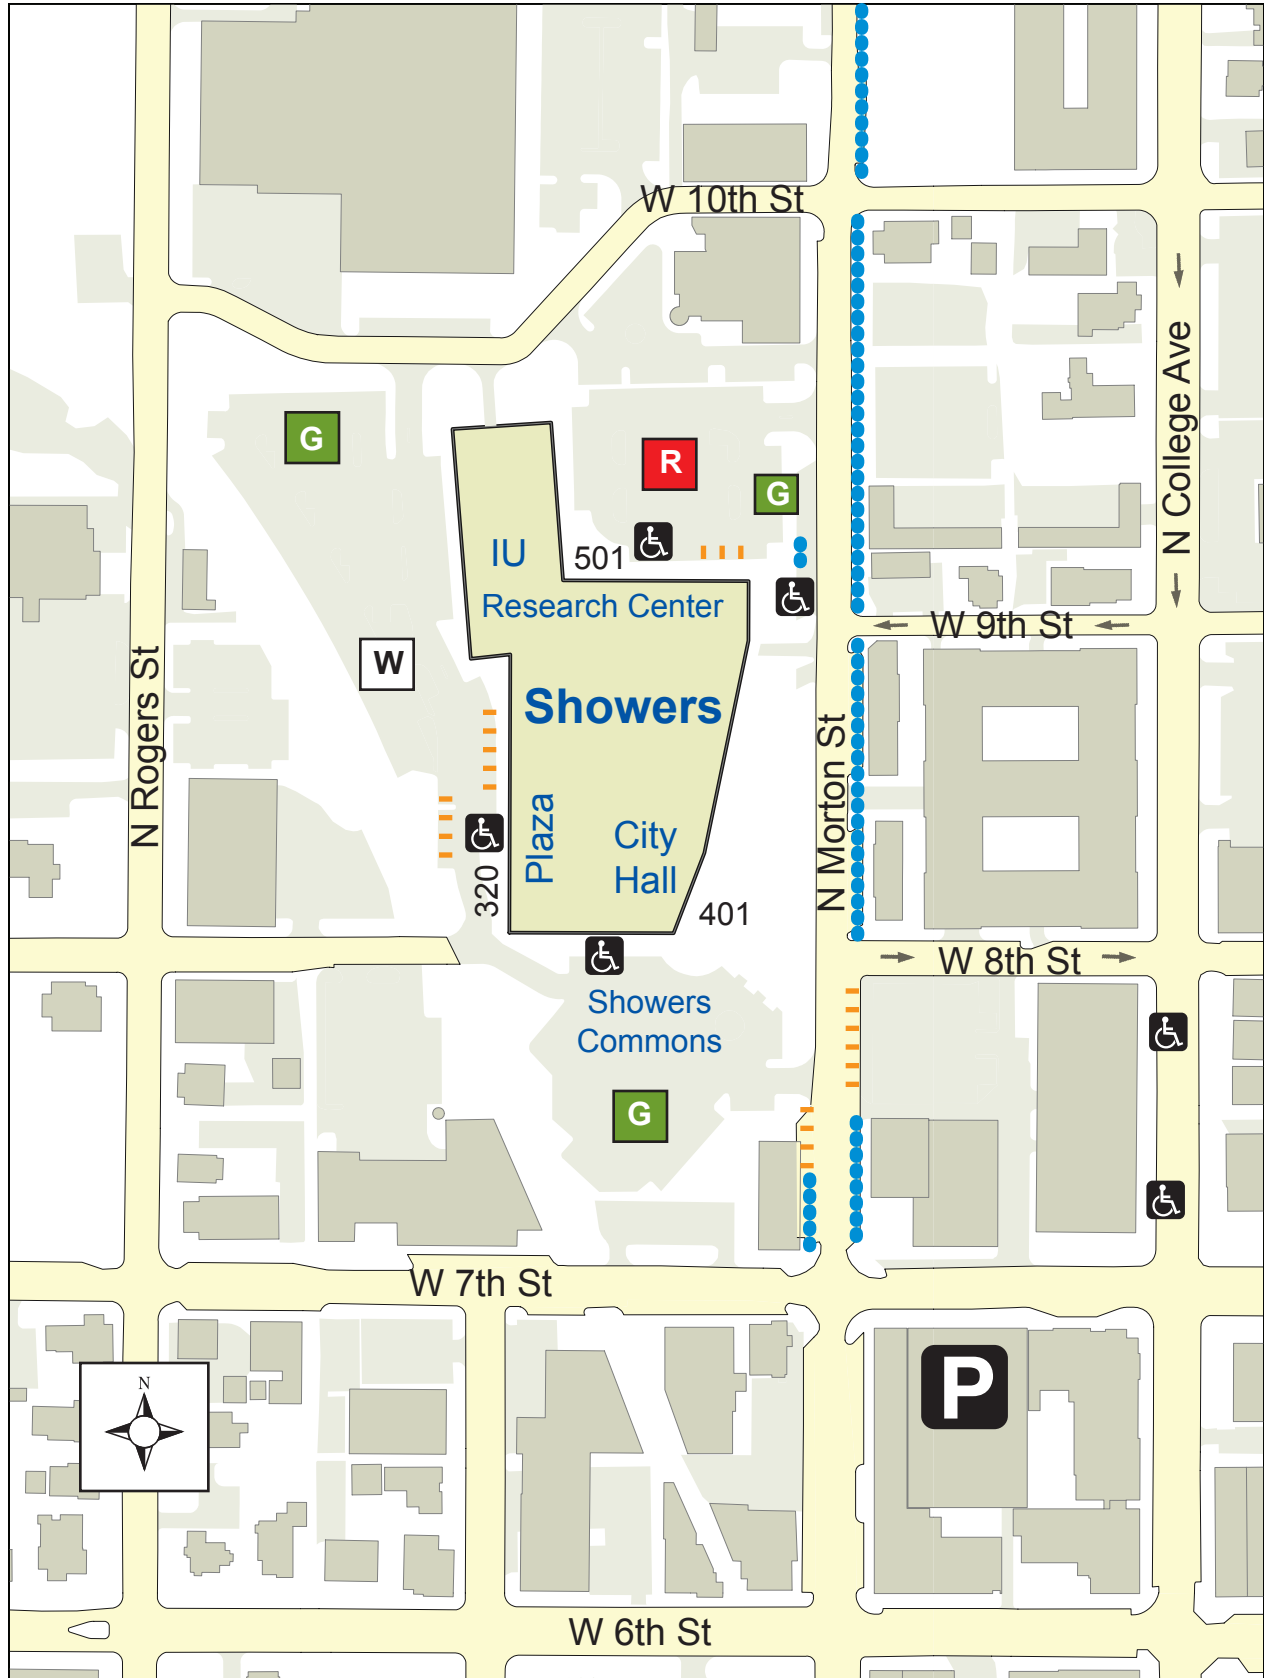 W 10th St
N College Ave
G
R
G
IU
501
Research Center
W 9th St
W
N Rogers St
Showers
N Morton St
Plaza
City
Hall
320
401
W 8th St
Showers
Commons
G
W 7th St
P
N
W 6th St